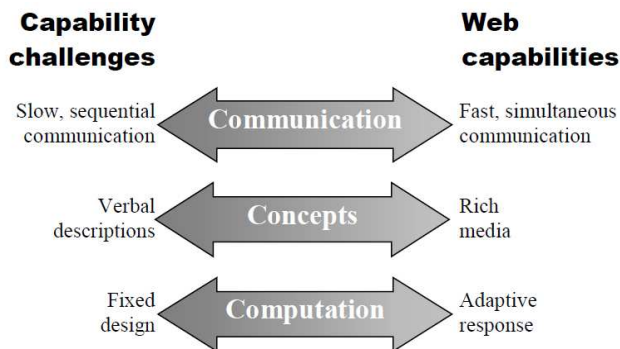 Capability
challenges
Web
capabilities
Slow, sequential
communication
Communication
Fast, simultaneous
communication
Verbal
descriptions
Concepts
Rich
media
Fixed
design
Computation
Adaptive
response